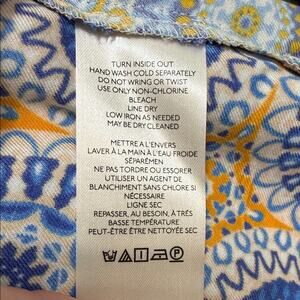 TURN INSIDE OUT
HAND WASH COLD SEPARATELY
DO NOT WRING OR TWIST
USE ONLY NON-CHLORINE
BLEACH
LINE DRY
LOW IRON AS NEEDED
MAY BE DRY CLEANED
METTRE A L'ENVERS
LAVER À LA MAIN À L'EAU FROIDE
SÉPARÉMEN
NE PAS TORDRE OU ESSORER
UTILISER UN AGENT DE
BLANCHIMENT SANS CHLORE SI
NÉCESSAIRE
LIGNE SEC
REPASSER, AU BESOIN, À TRÈS
BASSE TEMPÉRATURE
PEUT-ÊTRE ÊTRE NETTOYÉE SEC